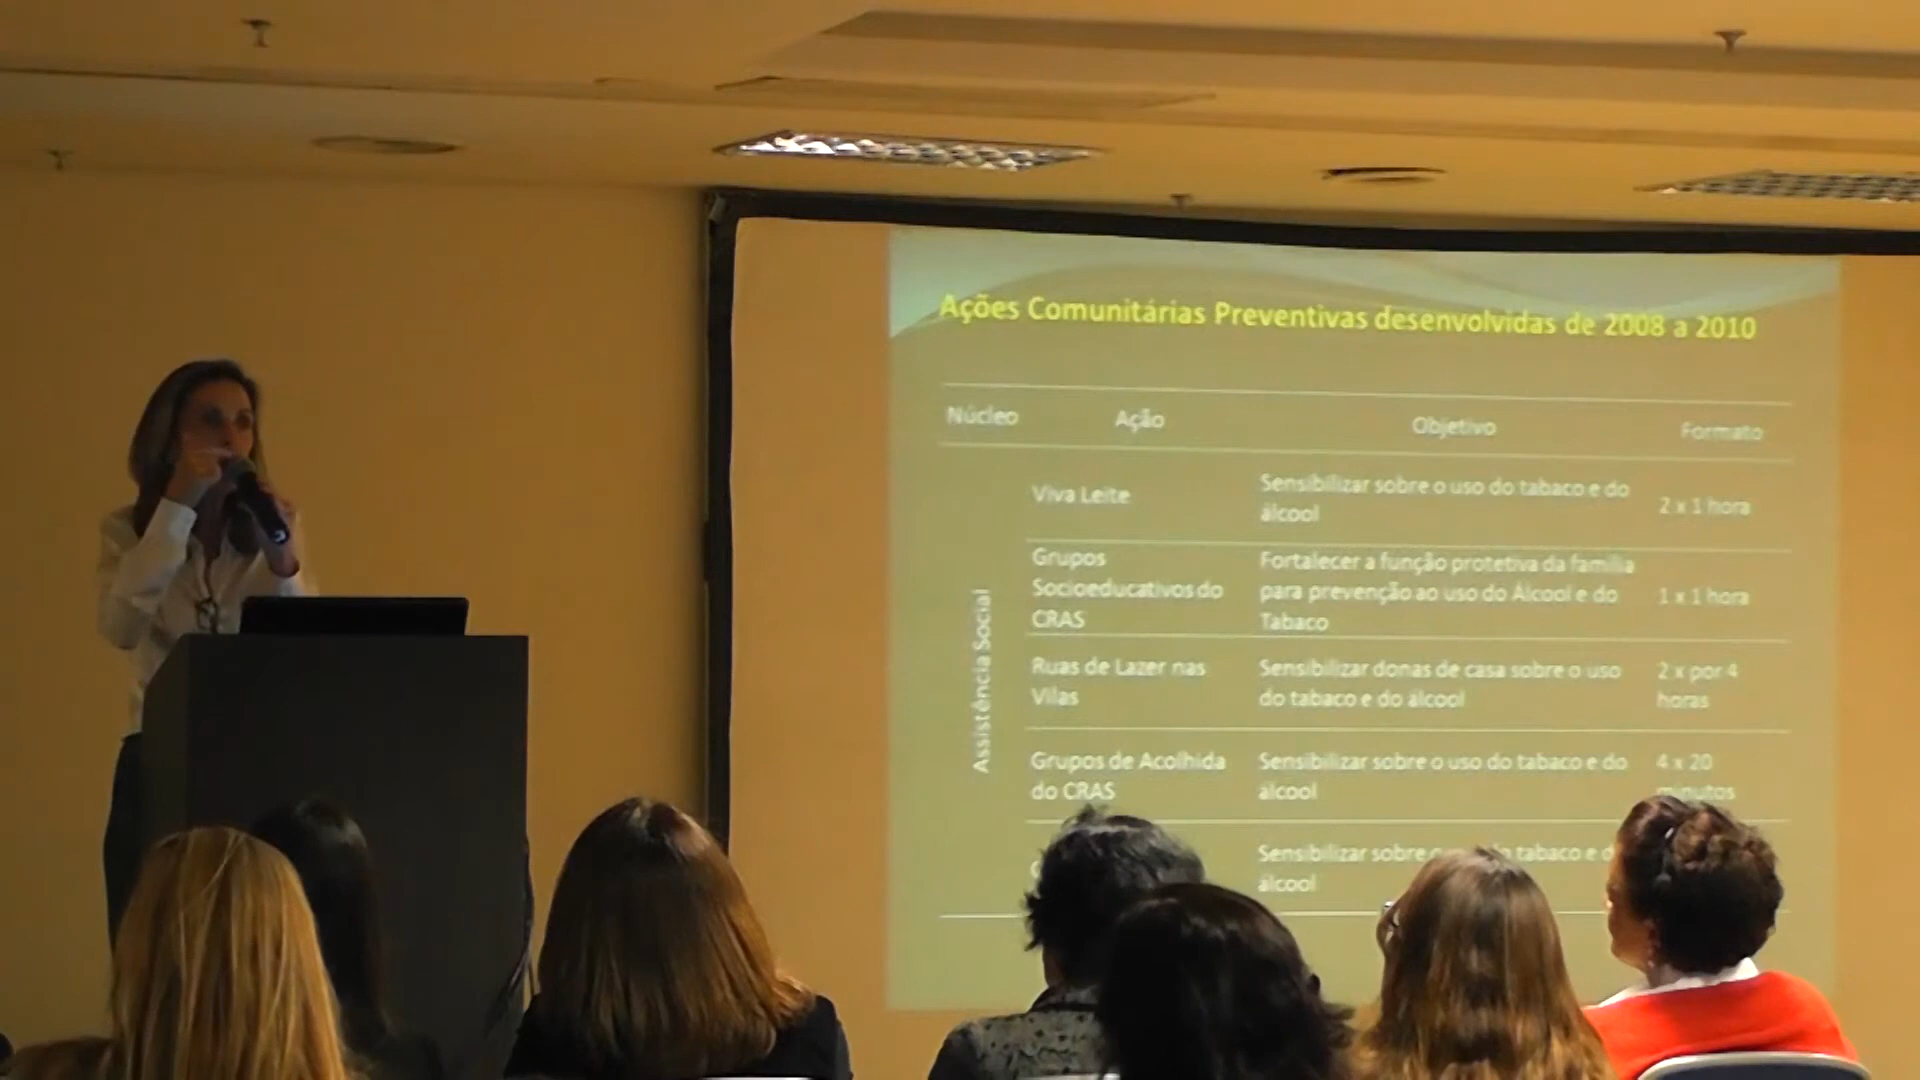 Ações Comunitárias Preventivas desenvolvidas de 2008 a 2010
Núcleo Ação Objetivo Formato
Assistência Social
Viva Leite
Sensibilizar sobre o uso do tabaco e do
álcool
2 x 1 hora
Grupos
Socioeducativos do
CRAS
Fortalecer a função protetiva da família
para prevenção ao uso do Álcool e do
Tabaco
1 x 1 hora
Ruas de Lazer nas
Vilas
Sensibilizar donas de casa sobre o uso
do tabaco e do álcool
2 x por 4
horas
Grupos de Acolhida
do CRAS
Sensibilizar sobre o uso do tabaco e do
álcool
4 x 20
minutos
Sensibilizar sobre tabaco e
álcool